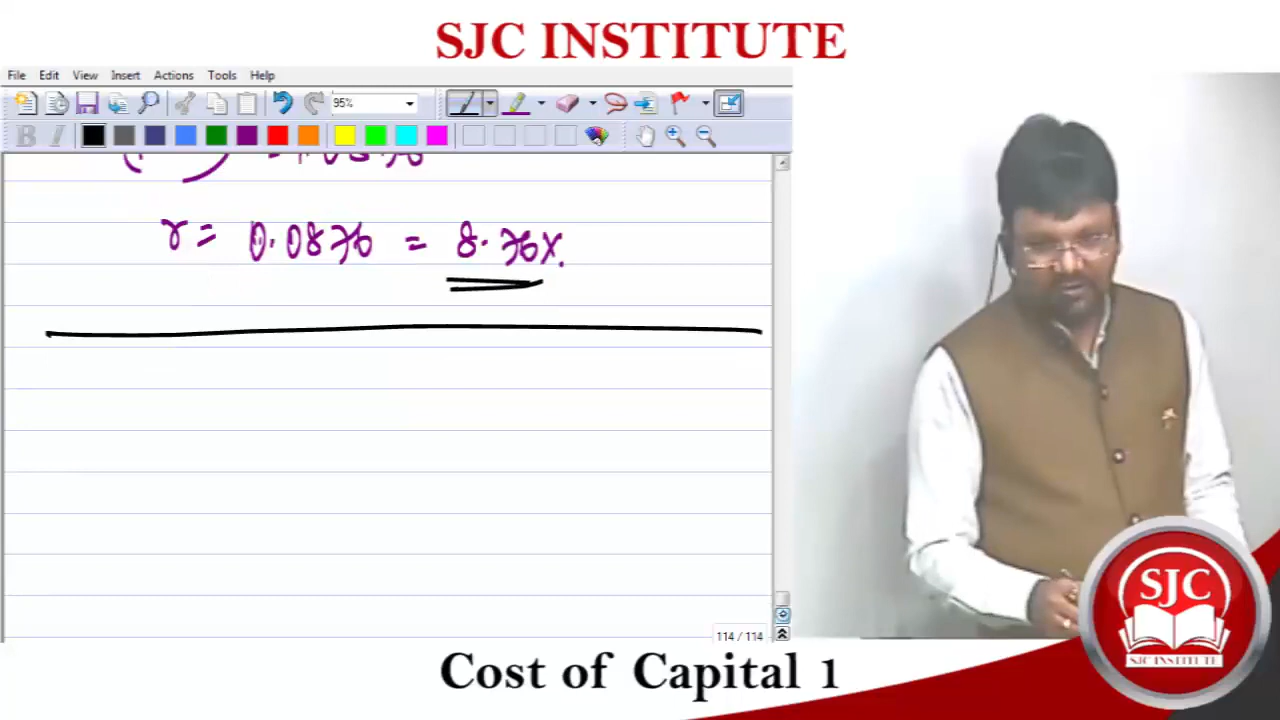 SJC INSTITUTE
File Edit View Insert Actions Tools Help
95%
B I
r = 0.0876 = 8.76%
114 / 114
SJC
SJC INSTITUTE
Cost of Capital 1